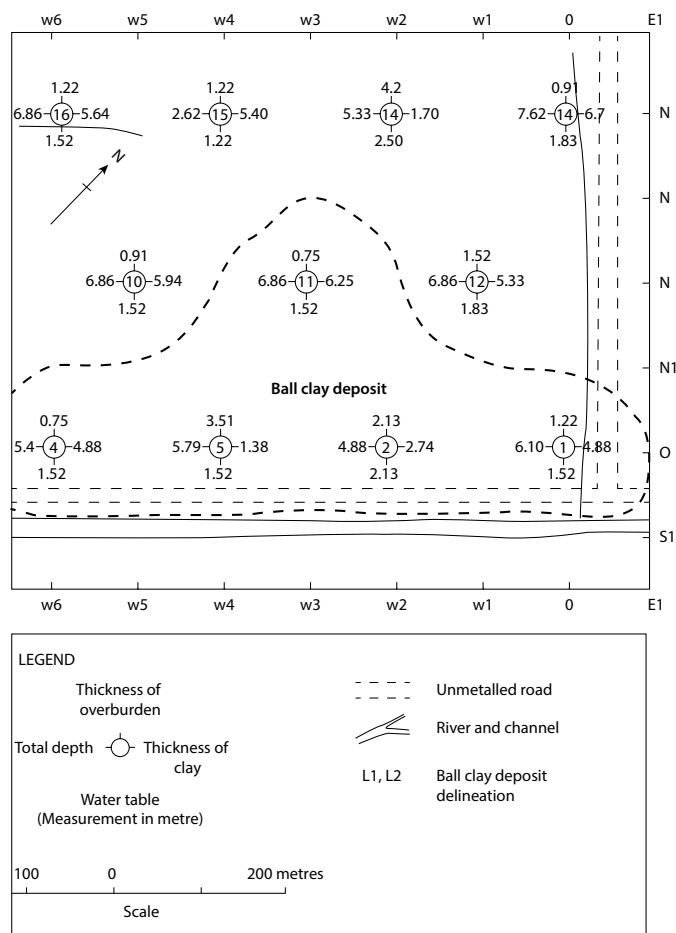 w6 w5 w4 w3 w2 w1 0 E1
1.22 1.22 4.2 0.91
6.86 16 5.64 2.62 15 5.40 5.33 14 1.70 7.62 14 6.7 N
1.52 1.22 2.50 1.83
N
0.91 0.75 1.52
6.86 10 5.94 6.86 11 6.25 6.86 12 5.33 N
1.52 1.52 1.83
N1
Ball clay deposit
0.75 3.51 2.13 1.22
5.4 4 4.88 5.79 5 1.38 4.88 2 2.74 6.10 1 4.88 O
1.52 1.52 2.13 1.52
S1
w6 w5 w4 w3 w2 w1 0 E1
LEGEND
Thickness of
overburden
Total depth Thickness of
clay
Water table
(Measurement in metre)
100 0 200 metres
Scale
Unmetalled road
River and channel
L1, L2 Ball clay deposit
delineation